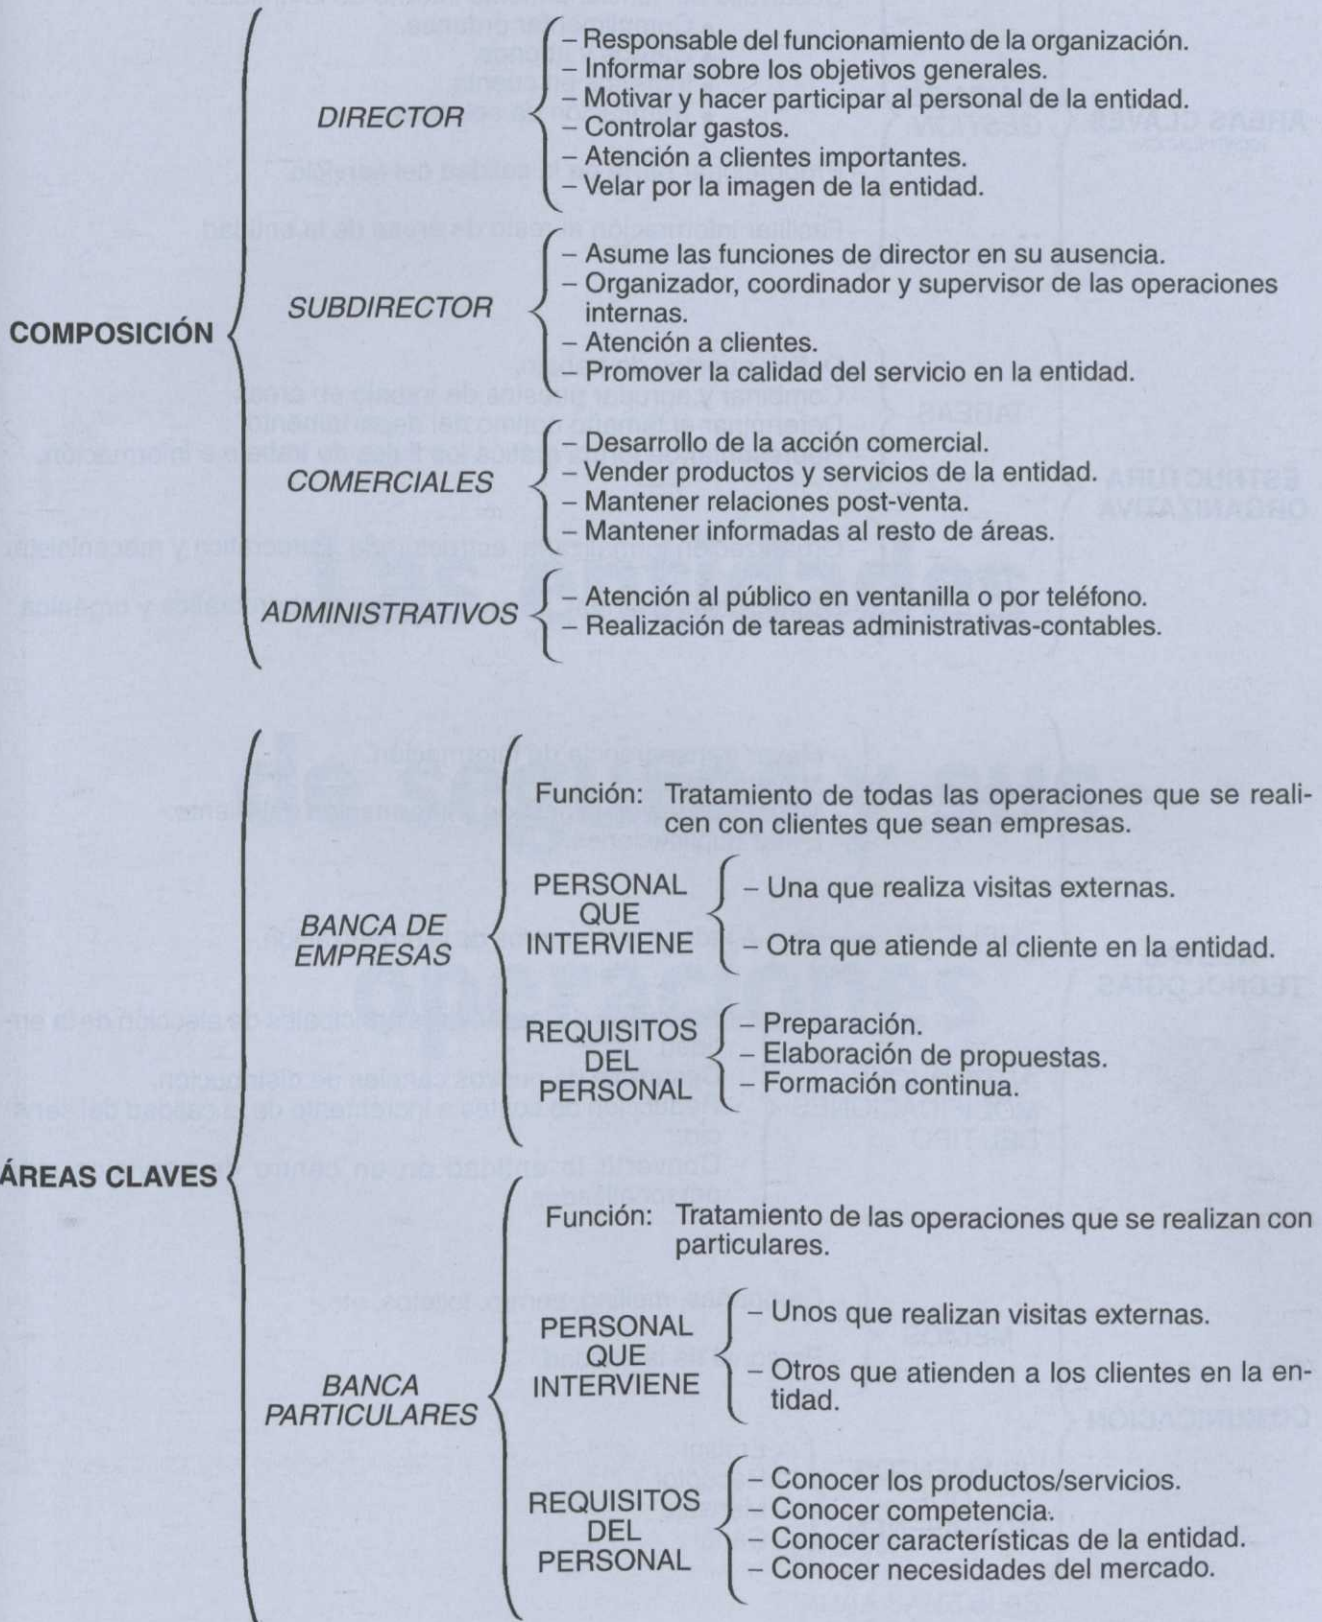 – Responsable del funcionamiento de la organización.
– Informar sobre los objetivos generales.
– Motivar y hacer participar al personal de la entidad.
DIRECTOR
– Controlar gastos.
– Atención a clientes importantes.
– Velar por la imagen de la entidad.
– Asume las funciones de director en su ausencia.
– Organizador, coordinador y supervisor de las operaciones
internas.
SUBDIRECTOR
COMPOSICIÓN
– Atención a clientes.
– Promover la calidad del servicio en la entidad.
– Desarrollo de la acción comercial.
– Vender productos y servicios de la entidad.
COMERCIALES
– Mantener relaciones post-venta.
– Mantener informadas al resto de áreas.
– Atención al público en ventanilla o por teléfono.
ADMINISTRATIVOS
– Realización de tareas administrativas-contables.
Función: Tratamiento de todas las operaciones que se reali-
cen con clientes que sean empresas.
PERSONAL
QUE
INTERVIENE
– Una que realiza visitas externas.
– Otra que atiende al cliente en la entidad.
BANCA DE
EMPRESAS
REQUISITOS
DEL
PERSONAL
– Preparación.
– Elaboración de propuestas.
– Formación continua.
ÁREAS CLAVES
Función: Tratamiento de las operaciones que se realizan con
particulares.
PERSONAL
QUE
INTERVIENE
– Unos que realizan visitas externas.
– Otros que atienden a los clientes en la en-
tidad.
BANCA
PARTICULARES
REQUISITOS
DEL
PERSONAL
– Conocer los productos/servicios.
– Conocer competencia.
– Conocer características de la entidad.
– Conocer necesidades del mercado.